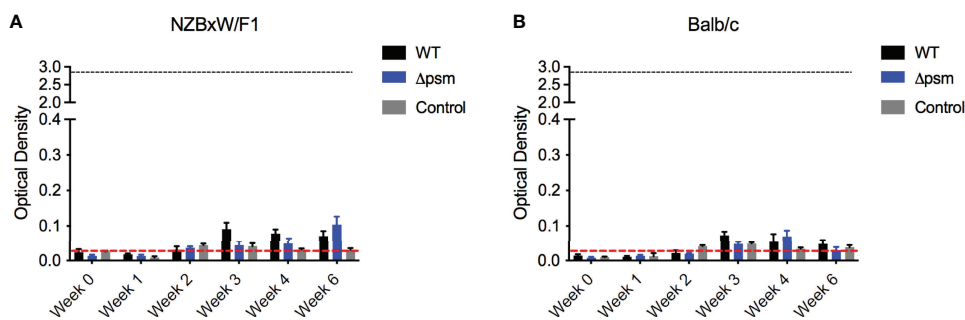 A
NZBxW/F1
WT
Δpsm
Control
Optical Density
3.0
2.5
2.0
0.4
0.3
0.2
0.1
0.0
Week 0
Week 1
Week 2
Week 3
Week 4
Week 6
B
Balb/c
WT
Δpsm
Control
Optical Density
3.0
2.5
2.0
0.4
0.3
0.2
0.1
0.0
Week 0
Week 1
Week 2
Week 3
Week 4
Week 6